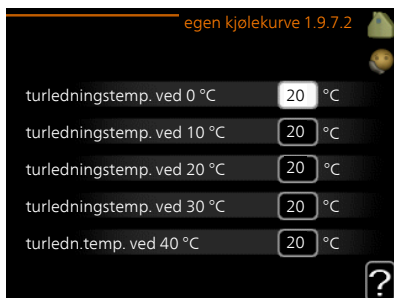 egen kjølekurve 1.9.7.2
turledningstemp. ved 0 °C 20 °C
turledningstemp. ved 10 °C 20 °C
turledningstemp. ved 20 °C 20 °C
turledningstemp. ved 30 °C 20 °C
turledn.temp. ved 40 °C 20 °C
?